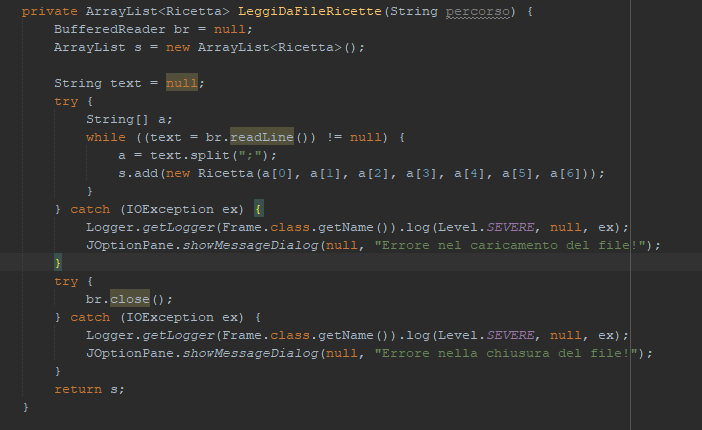 private ArrayList<Ricetta> LeggiDaFileRicette(String percorso) {
    BufferedReader br = null;
    ArrayList s = new ArrayList<Ricetta>();

    String text = null;
    try {
        String[] a;
        while ((text = br.readLine()) != null) {
            a = text.split(";");
            s.add(new Ricetta(a[0], a[1], a[2], a[3], a[4], a[5], a[6]));
        }
    } catch (IOException ex) {
        Logger.getLogger(Frame.class.getName()).log(Level.SEVERE, null, ex);
        JOptionPane.showMessageDialog(null, "Errore nel caricamento del file!");
    }
    try {
        br.close();
    } catch (IOException ex) {
        Logger.getLogger(Frame.class.getName()).log(Level.SEVERE, null, ex);
        JOptionPane.showMessageDialog(null, "Errore nella chiusura del file!");
    }
    return s;
}